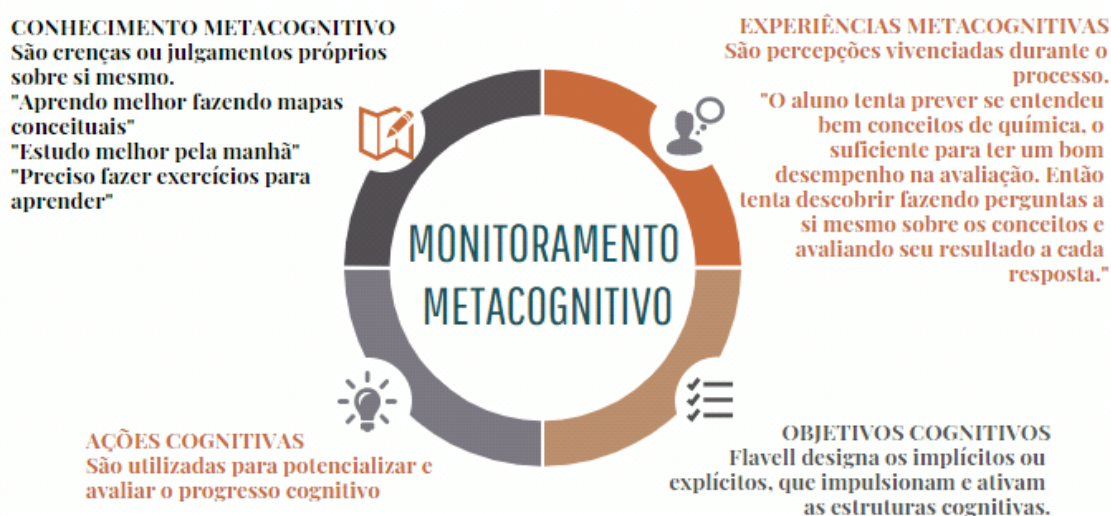 CONHECIMENTO METACOGNITIVO
São crenças ou julgamentos próprios
sobre si mesmo.
"Aprendo melhor fazendo mapas
conceituais"
"Estudo melhor pela manhã"
"Preciso fazer exercícios para
aprender"
EXPERIÊNCIAS METACOGNITIVAS
São percepções vivenciadas durante o
processo.
"O aluno tenta prever se entendeu
bem conceitos de química, o
suficiente para ter um bom
desempenho na avaliação. Então
tenta descobrir fazendo perguntas a
si mesmo sobre os conceitos e
avaliando seu resultado a cada
resposta."
MONITORAMENTO
METACOGNITIVO
AÇÕES COGNITIVAS
São utilizadas para potencializar e
avaliar o progresso cognitivo
OBJETIVOS COGNITIVOS
Flavell designa os implícitos ou
explícitos, que impulsionam e ativam
as estruturas cognitivas.